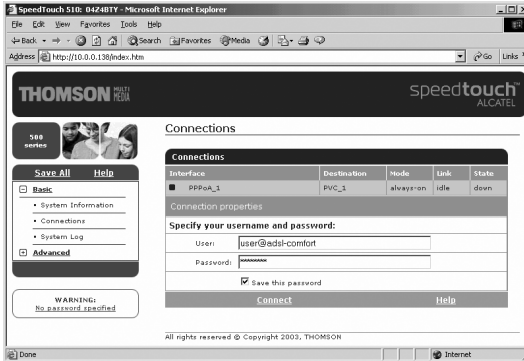 SpeedTouch 510: 04Z4BTY - Microsoft Internet Explorer
File Edit View Favorites Tools Help
Back Search Favorites Media
Address http://10.0.0.138/index.htm Go Links
THOMSON MULTI MEDIA
speedtouch™
ALCATEL
500 series
Save All Help
Basic
System Information
Connections
System Log
Advanced
WARNING:
No password specified
Connections
Connections
Interface Destination Mode Link State
PPPoA_1 PVC_1 always-on idle down
Connection properties
Specify your username and password:
User: user@adsl-comfort
Password: ********
Save this password
Connect Help
All rights reserved © Copyright 2003, THOMSON
Done Internet